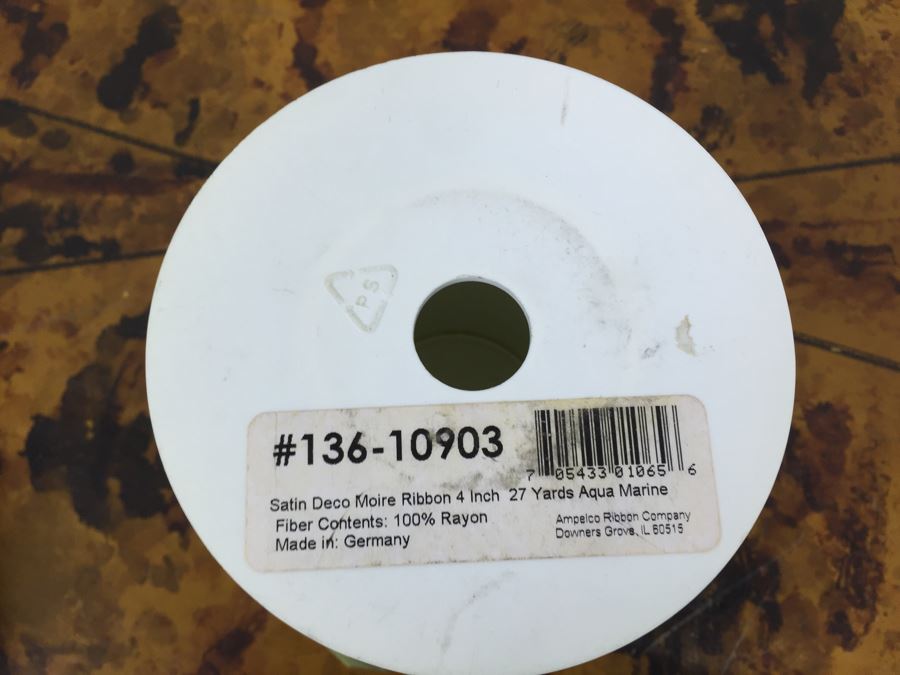 PS
#136-10903
7 05433 01065 6
Satin Deco Moire Ribbon 4 Inch 27 Yards Aqua Marine
Fiber Contents: 100% Rayon
Made in: Germany
Ampelco Ribbon Company
Downers Grove, IL 60515